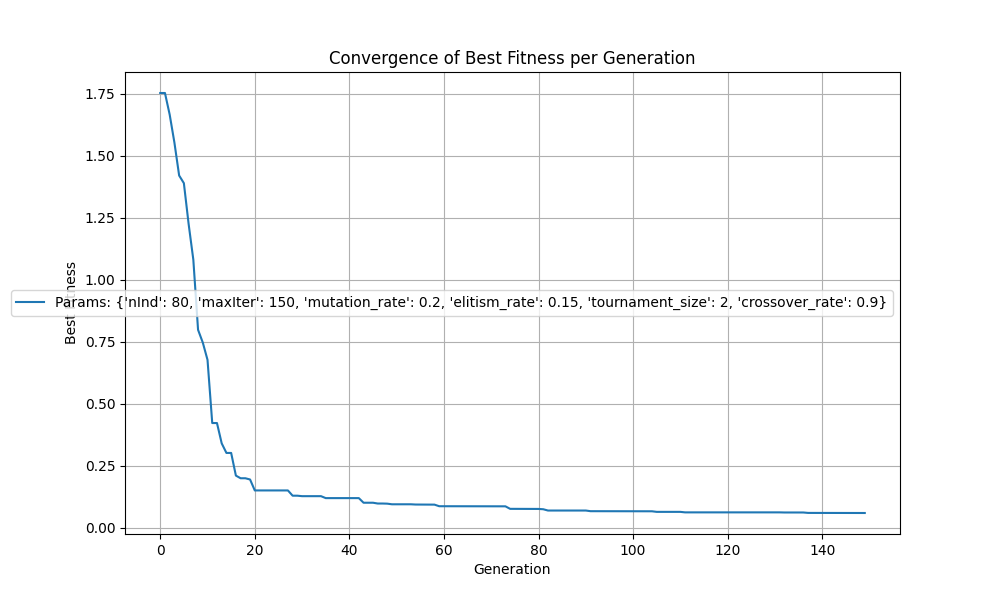 Convergence of Best Fitness per Generation
1.75
1.50
1.25
1.00
0.75
0.50
0.25
0.00
Best Fitness
Params: {'nInd': 80, 'maxIter': 150, 'mutation_rate': 0.2, 'elitism_rate': 0.15, 'tournament_size': 2, 'crossover_rate': 0.9}
0 20 40 60 80 100 120 140
Generation